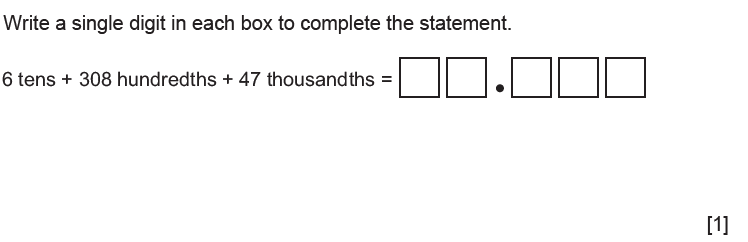 Write a single digit in each box to complete the statement.
6 tens + 308 hundredths + 47 thousandths = .
[1]